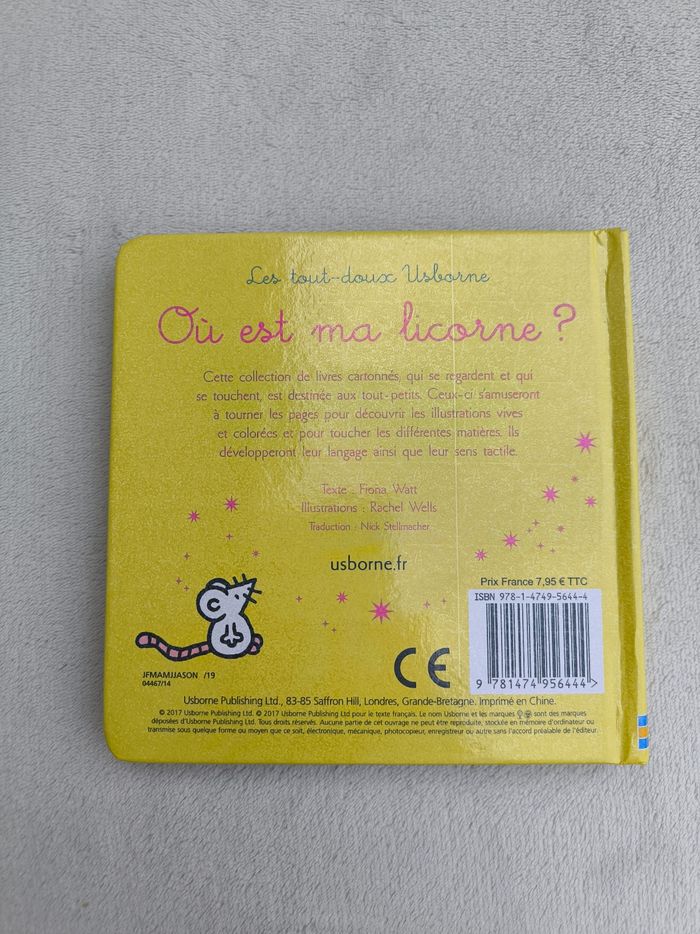 Les tout-doux Usborne
Où est ma licorne ?
Cette collection de livres cartonnés, qui se regardent et qui
se touchent, est destinée aux tout-petits. Ceux-ci s'amuseront
à tourner les pages pour découvrir les illustrations vives
et colorées et pour toucher les différentes matières. Ils
développeront leur langage ainsi que leur sens tactile.
Texte : Fiona Watt
Illustrations : Rachel Wells
Traduction : Nick Stellmacher
usborne.fr
Prix France 7,95 € TTC
ISBN 978-1-4749-5644-4
9 781474 956444 >
CE
JFMAMJJASON /19
04467/14
Usborne Publishing Ltd., 83-85 Saffron Hill, Londres, Grande-Bretagne. Imprimé en Chine.
© 2017 Usborne Publishing Ltd. © 2017 Usborne Publishing Ltd pour le texte français. Le nom Usborne et les marques sont des marques
déposées d'Usborne Publishing Ltd. Tous droits réservés. Aucune partie de cet ouvrage ne peut être reproduite, stockée en mémoire d'ordinateur ou
transmise sous quelque forme ou moyen que ce soit, électronique, mécanique, photocopieur, enregistreur ou autre sans l'accord préalable de l'éditeur.